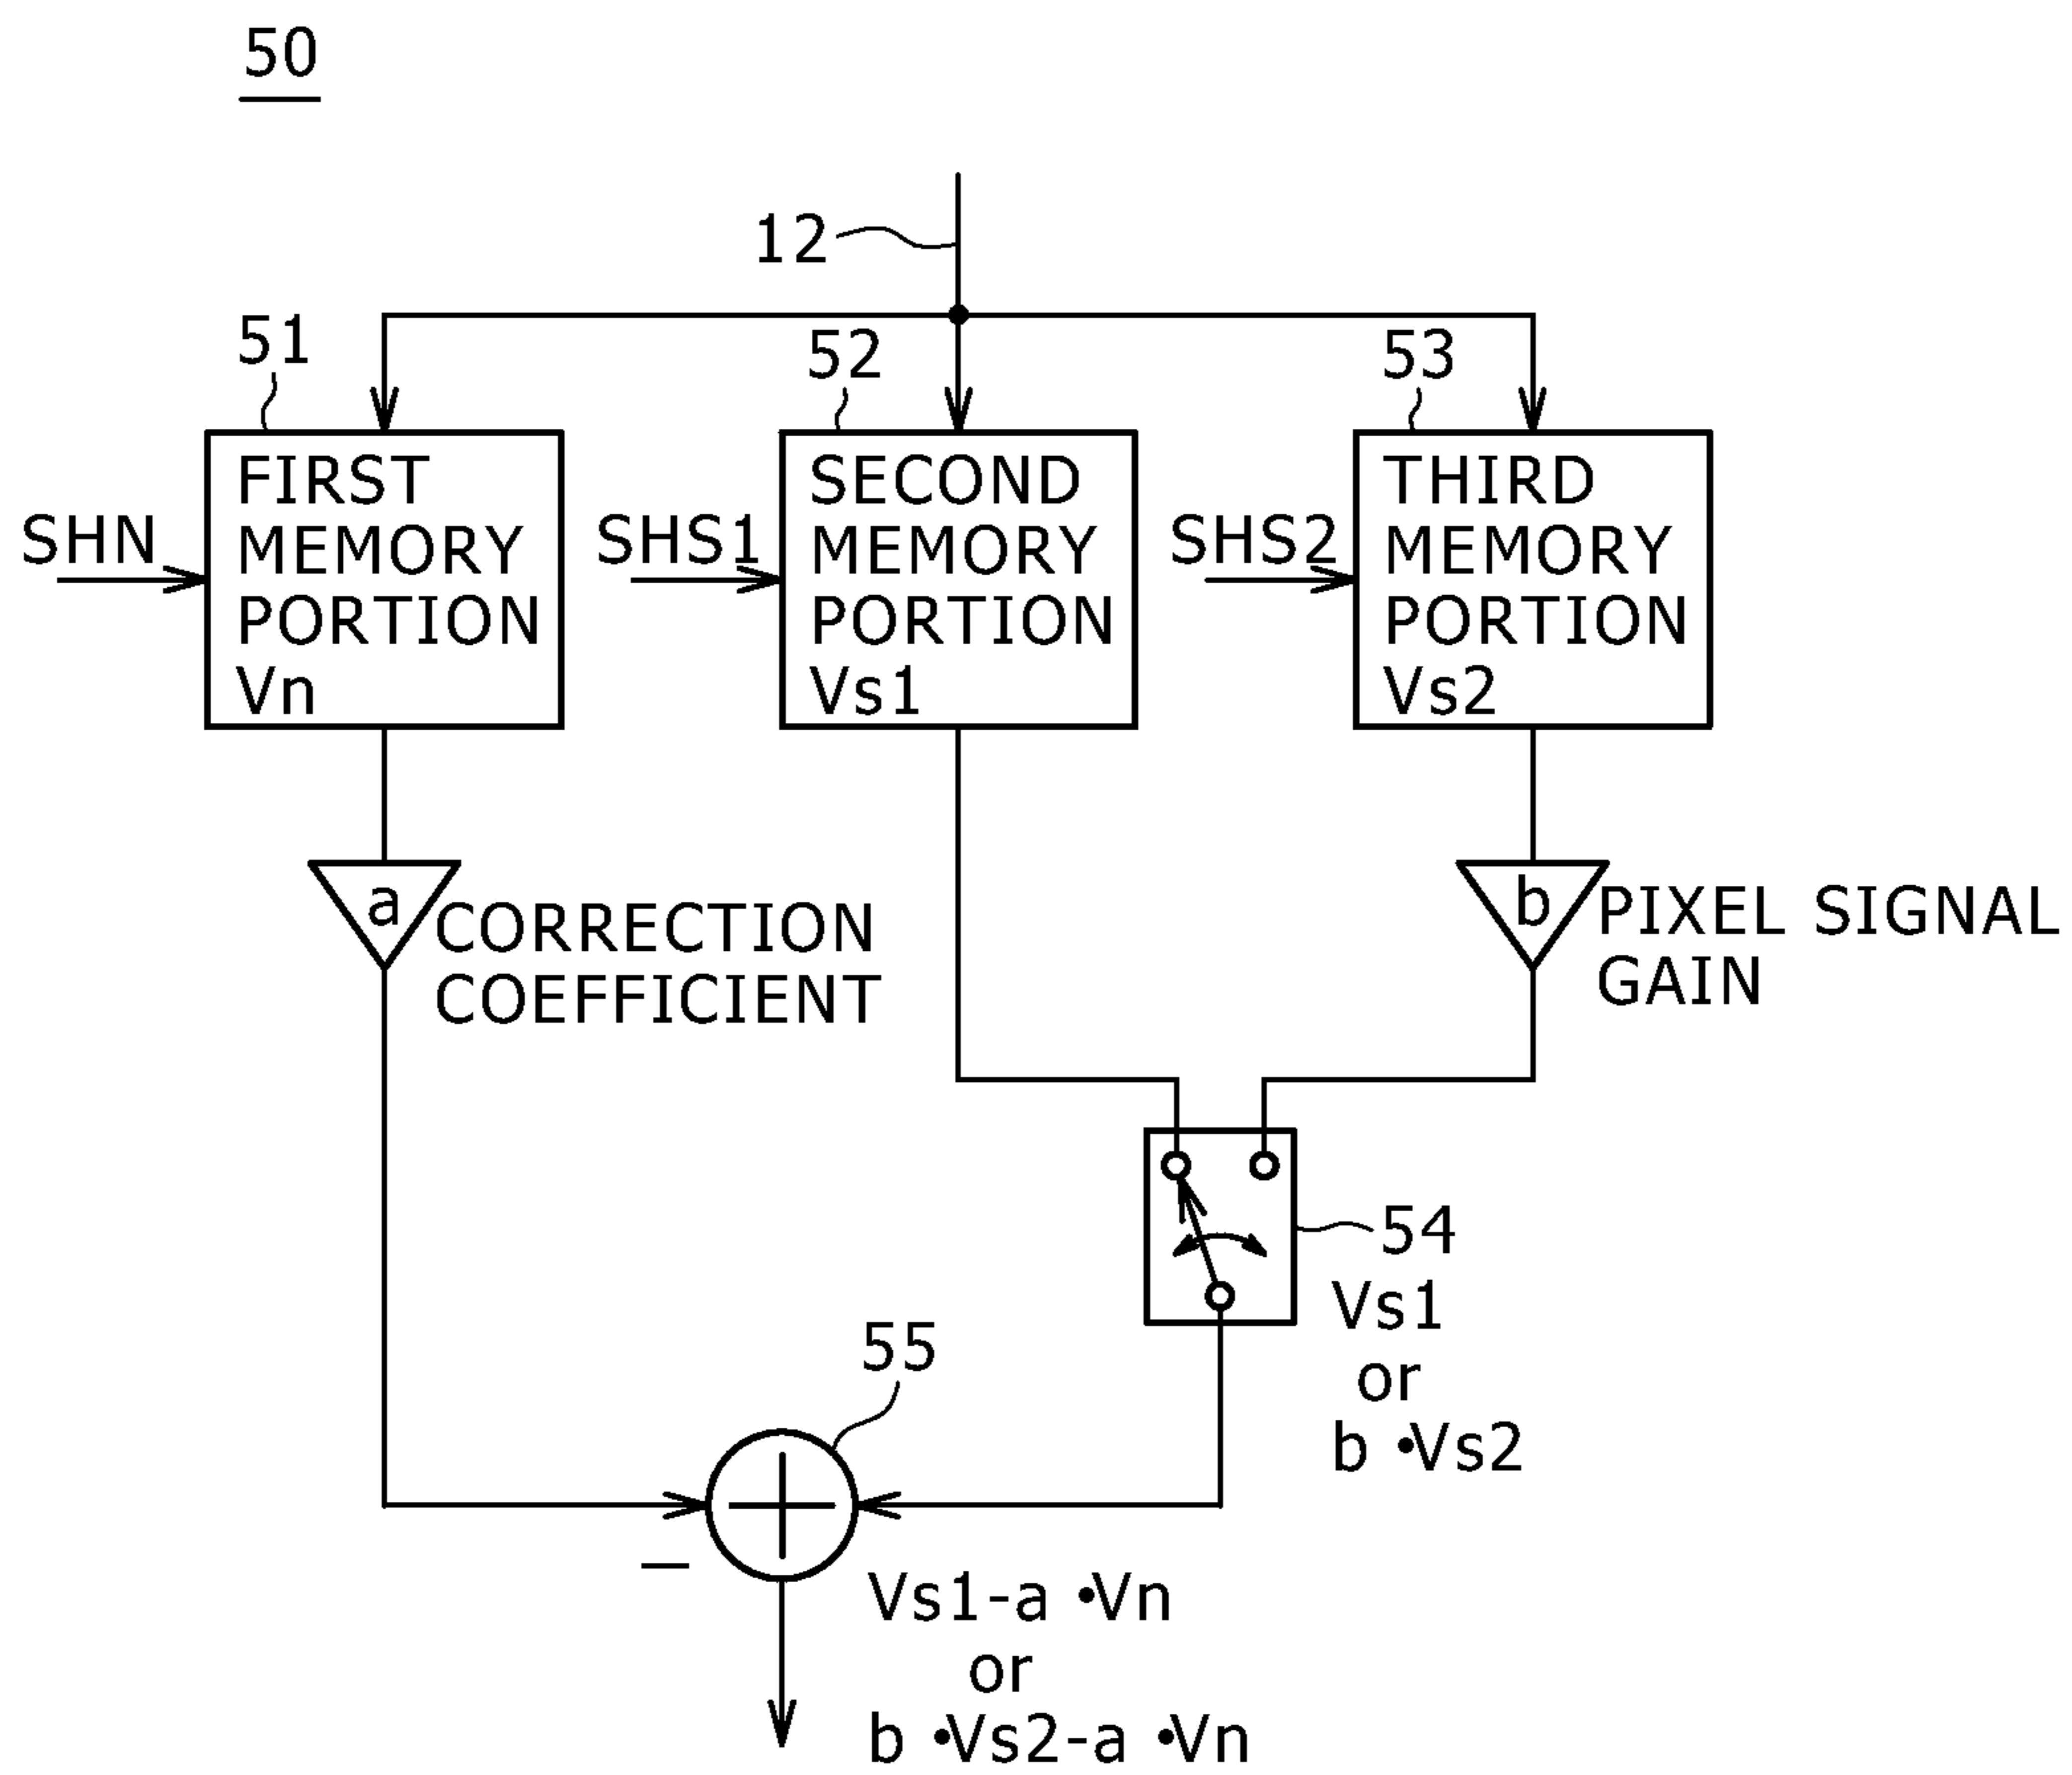 50
12
51
52
53
FIRST
MEMORY
PORTION
Vn
SHN
SECOND
MEMORY
PORTION
Vs1
SHS1
THIRD
MEMORY
PORTION
Vs2
SHS2
a
CORRECTION
COEFFICIENT
b
PIXEL SIGNAL
GAIN
54
Vs1
or
b •Vs2
55
+
−
Vs1-a •Vn
or
b •Vs2-a •Vn